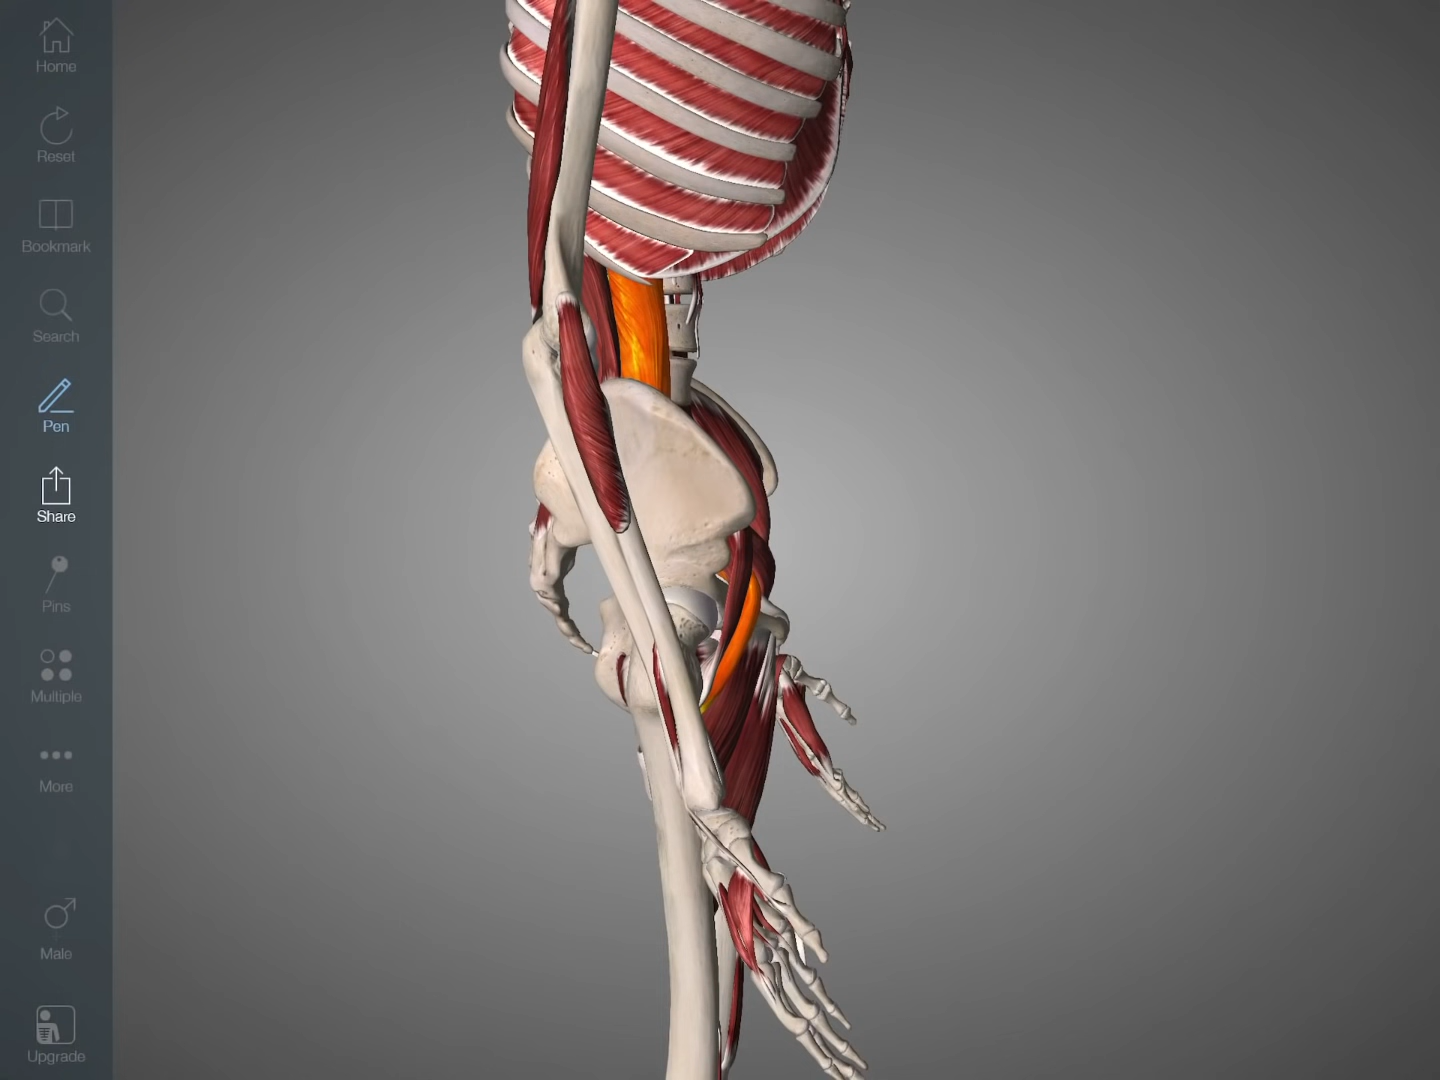 Home
Reset
Bookmark
Search
Pen
Share
Pins
Multiple
More
Male
Upgrade